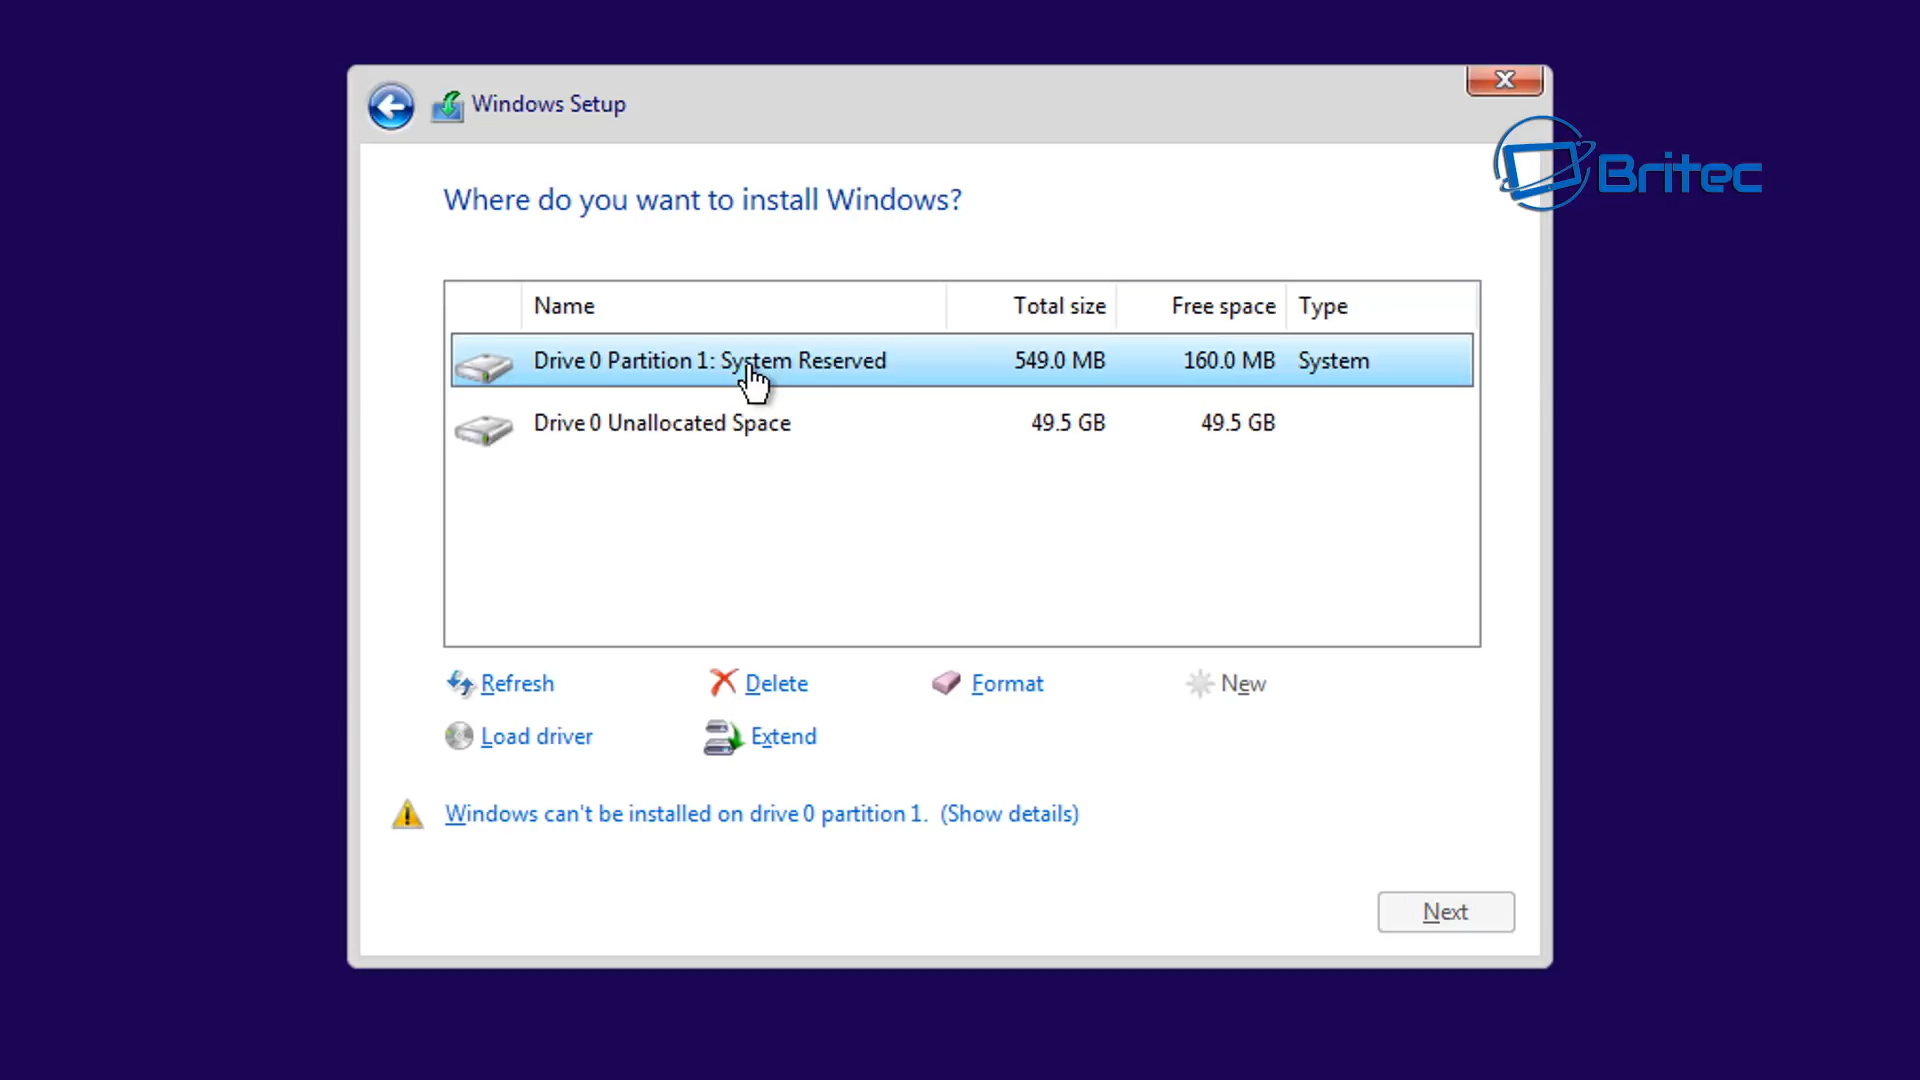 Windows Setup
Britec
Where do you want to install Windows?
Name Total size Free space Type
Drive 0 Partition 1: System Reserved 549.0 MB 160.0 MB System
Drive 0 Unallocated Space 49.5 GB 49.5 GB
Refresh Delete Format New
Load driver Extend
Windows can't be installed on drive 0 partition 1. (Show details)
Next